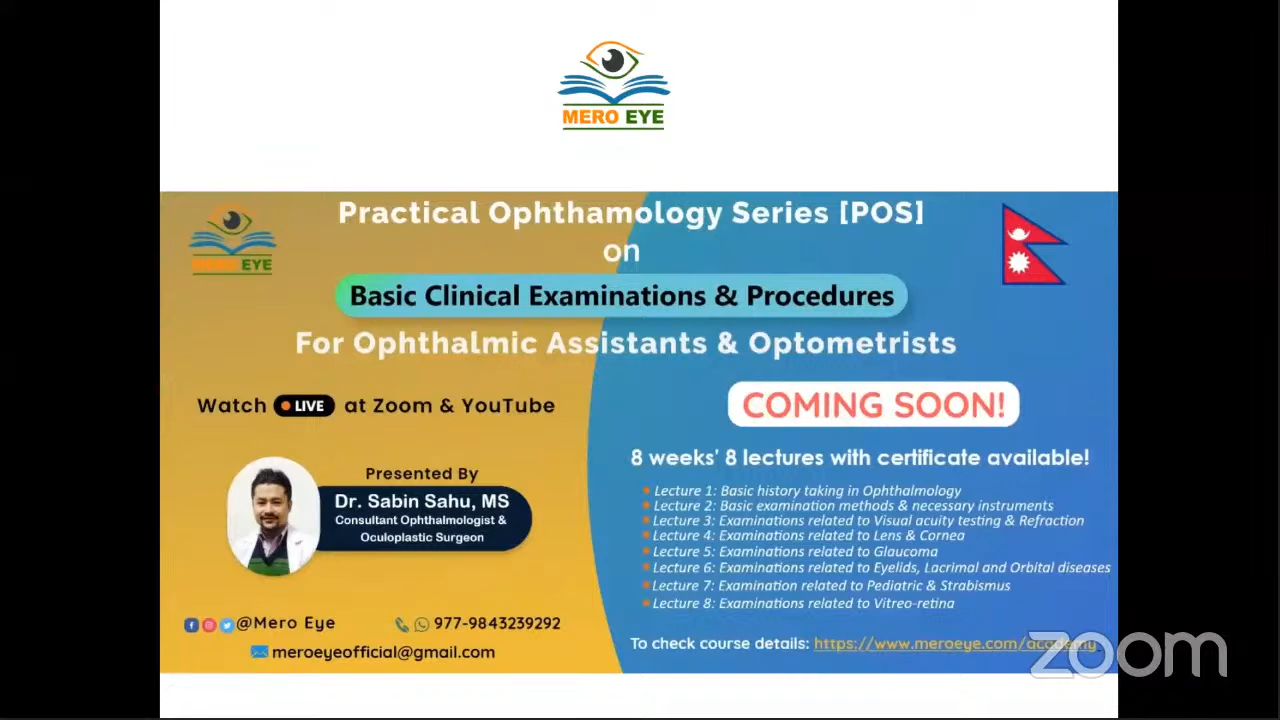 MERO EYE
MERO EYE
Practical Ophthamology Series [POS]
on
Basic Clinical Examinations & Procedures
For Ophthalmic Assistants & Optometrists
Watch LIVE at Zoom & YouTube
Presented By
Dr. Sabin Sahu, MS
Consultant Ophthalmologist &
Oculoplastic Surgeon
@Mero Eye
977-9843239292
meroeyeofficial@gmail.com
COMING SOON!
8 weeks' 8 lectures with certificate available!
Lecture 1: Basic history taking in Ophthalmology
Lecture 2: Basic examination methods & necessary instruments
Lecture 3: Examinations related to Visual acuity testing & Refraction
Lecture 4: Examinations related to Lens & Cornea
Lecture 5: Examinations related to Glaucoma
Lecture 6: Examinations related to Eyelids, Lacrimal and Orbital diseases
Lecture 7: Examination related to Pediatric & Strabismus
Lecture 8: Examinations related to Vitreo-retina
To check course details: https://www.meroeye.com/academy
zoom